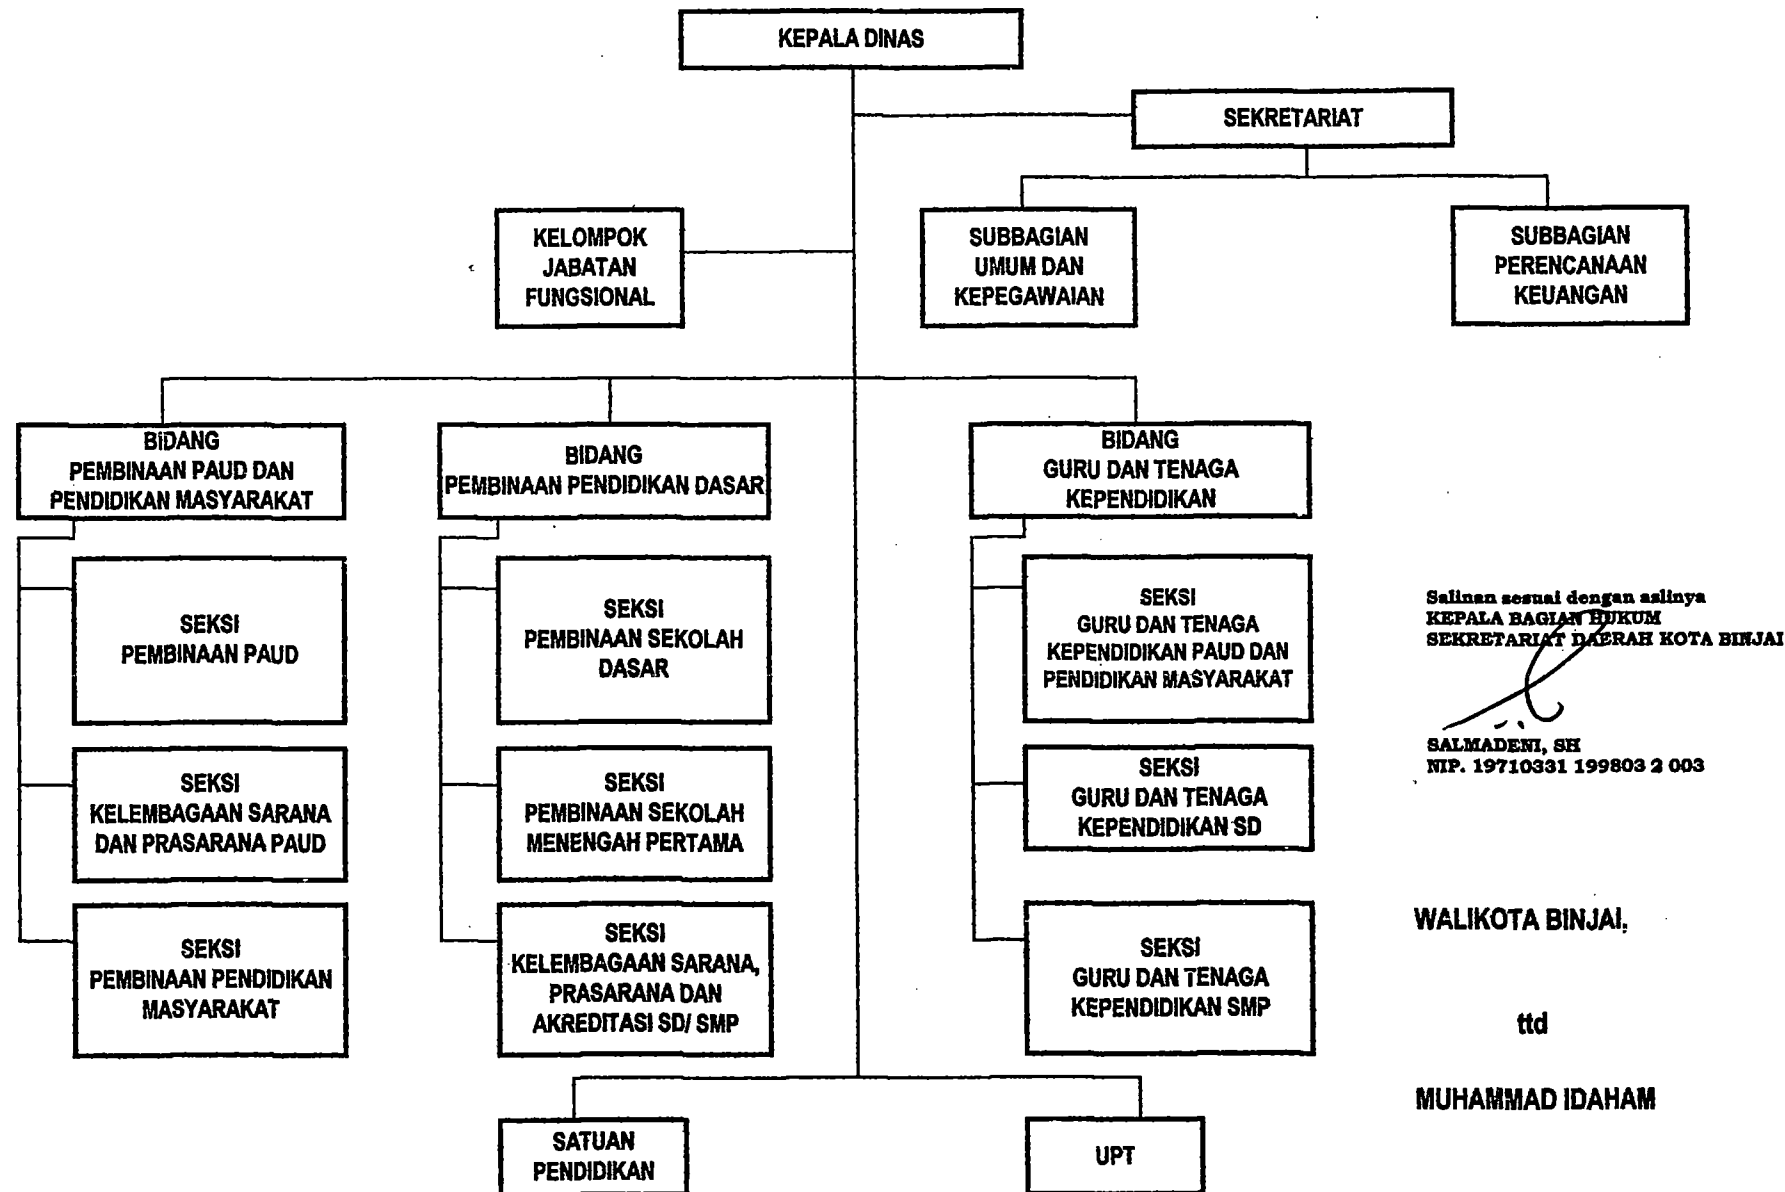 KEPALA DINAS
SEKRETARIAT
KELOMPOK
JABATAN
FUNGSIONAL
SUBBAGIAN
UMUM DAN
KEPEGAWAIAN
SUBBAGIAN
PERENCANAAN
KEUANGAN
BIDANG
PEMBINAAN PAUD DAN
PENDIDIKAN MASYARAKAT
BIDANG
PEMBINAAN PENDIDIKAN DASAR
BIDANG
GURU DAN TENAGA
KEPENDIDIKAN
SEKSI
PEMBINAAN PAUD
SEKSI
PEMBINAAN SEKOLAH
DASAR
SEKSI
GURU DAN TENAGA
KEPENDIDIKAN PAUD DAN
PENDIDIKAN MASYARAKAT
SEKSI
KELEMBAGAAN SARANA
DAN PRASARANA PAUD
SEKSI
PEMBINAAN SEKOLAH
MENENGAH PERTAMA
SEKSI
GURU DAN TENAGA
KEPENDIDIKAN SD
SEKSI
PEMBINAAN PENDIDIKAN
MASYARAKAT
SEKSI
KELEMBAGAAN SARANA,
PRASARANA DAN
AKREDITASI SD/ SMP
SEKSI
GURU DAN TENAGA
KEPENDIDIKAN SMP
SATUAN
PENDIDIKAN
UPT
Salinan sesuai dengan aslinya
KEPALA BAGIAN HUKUM
SEKRETARIAT DAERAH KOTA BINJAI
SALMADENI, SH
NIP. 19710331 199803 2 003
WALIKOTA BINJAI,
ttd
MUHAMMAD IDAHAM